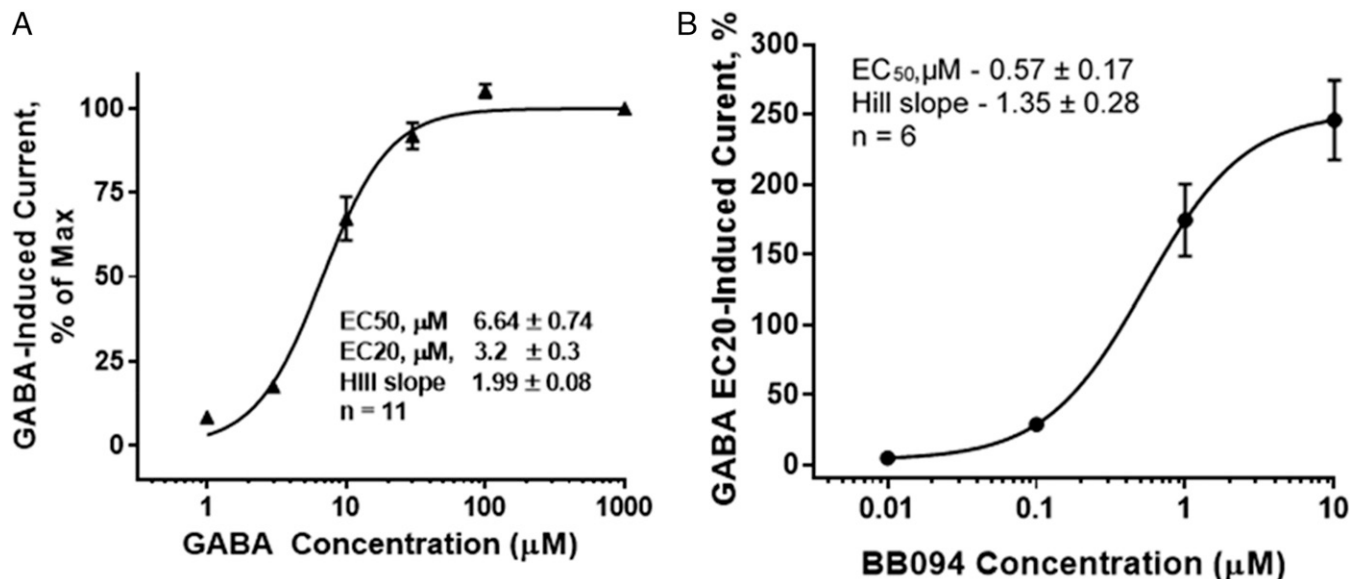 A
GABA-Induced Current,
% of Max
100
75
50
25
0
EC50, μM 6.64 ± 0.74
EC20, μM, 3.2 ± 0.3
HIll slope 1.99 ± 0.08
n = 11
1 10 100 1000
GABA Concentration (μM)
B
GABA EC20-Induced Curent, %
300
250
200
150
100
50
0
EC₅₀,μM - 0.57 ± 0.17
Hill slope - 1.35 ± 0.28
n = 6
0.01 0.1 1 10
BB094 Concentration (μM)